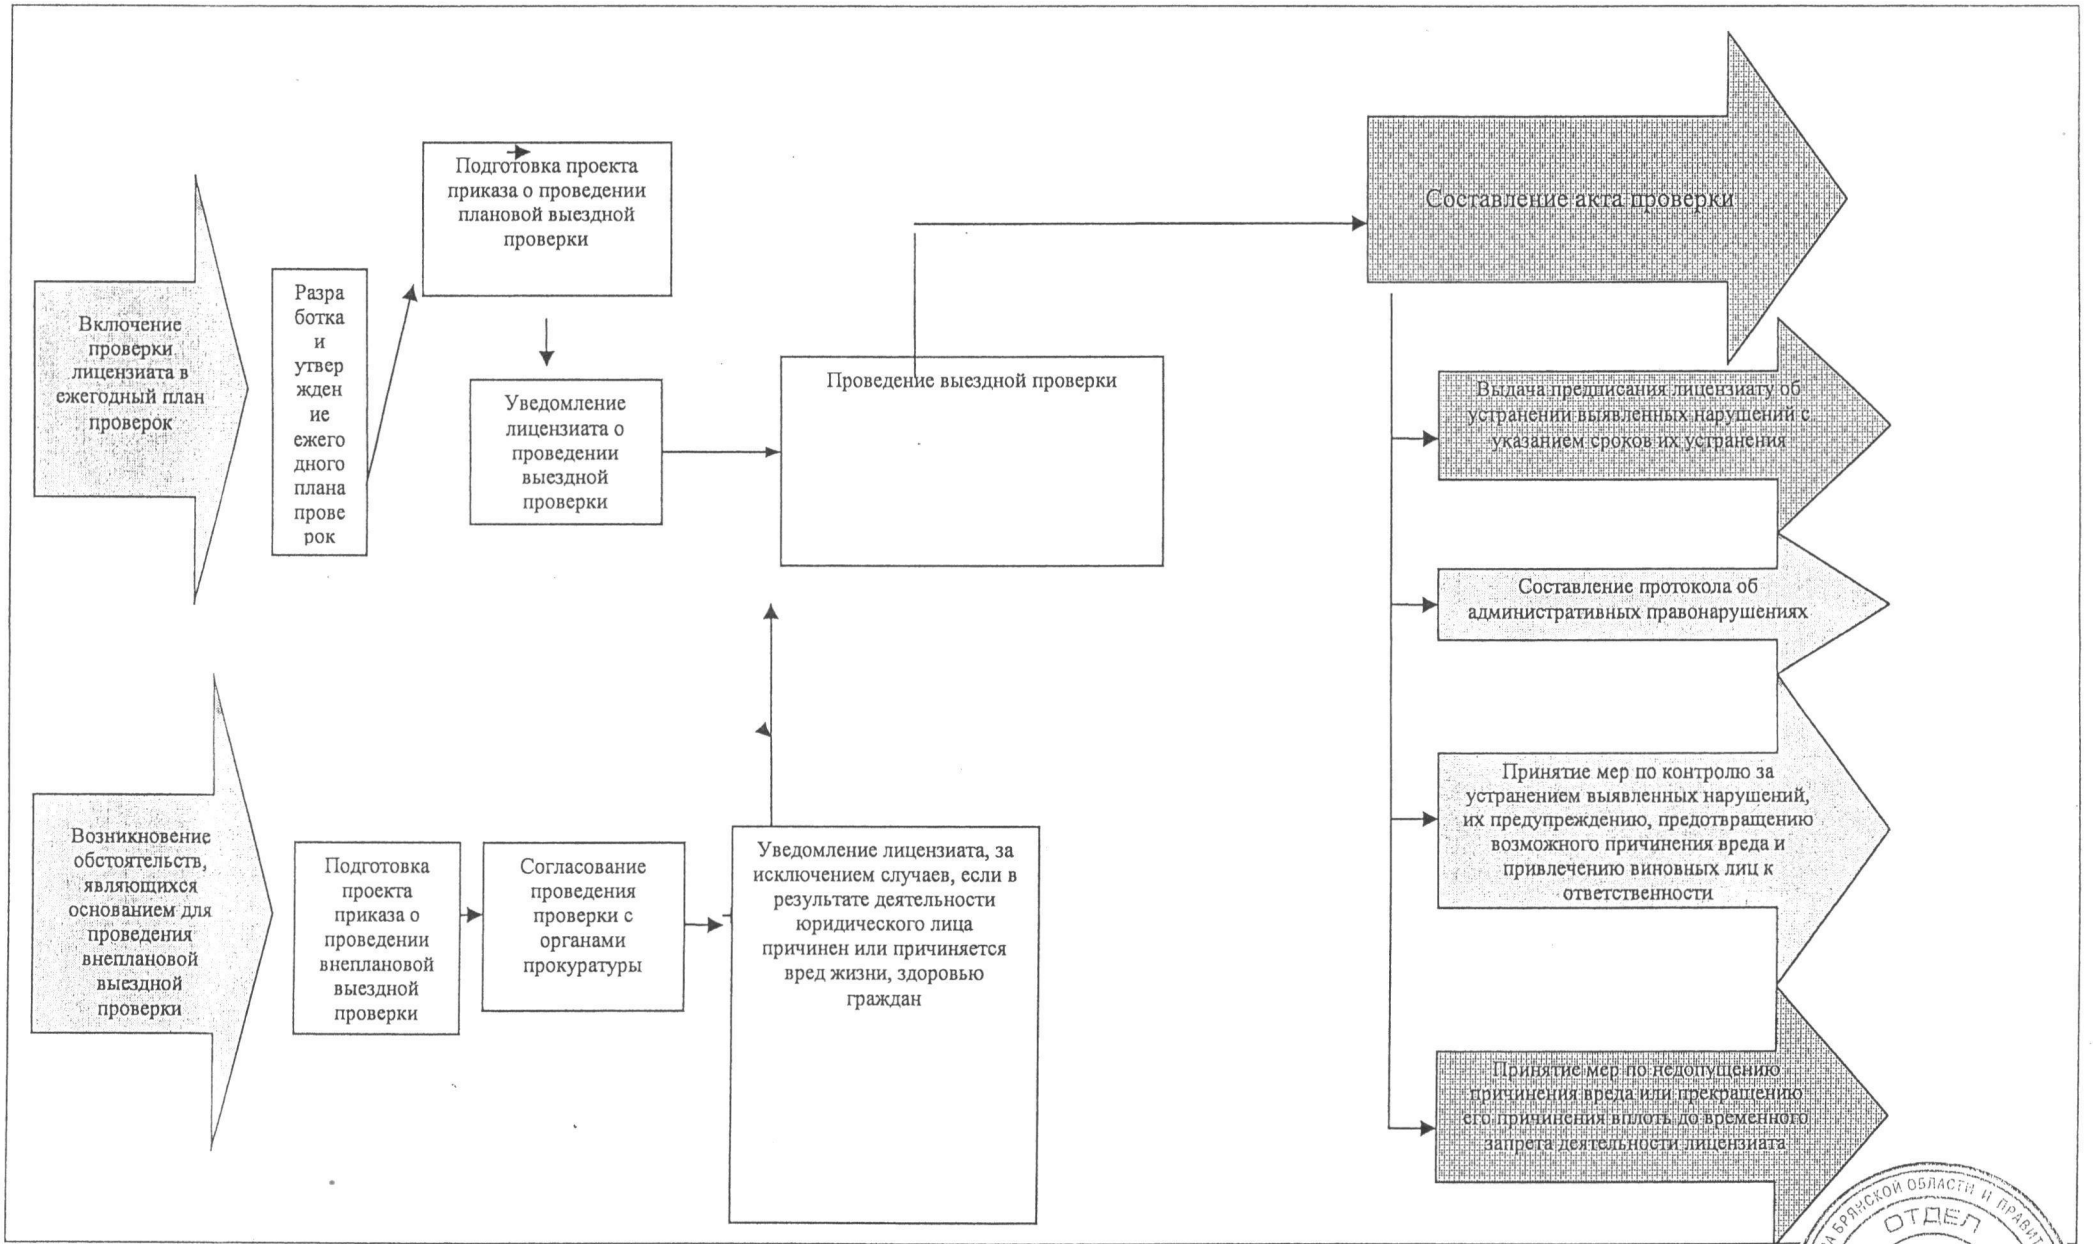 Включение
проверки
лицензиата в
ежегодный план
проверок
Разра
ботка
и
утвер
жден
ие
ежего
дного
плана
прове
рок
Подготовка проекта
приказа о проведении
плановой выездной
проверки
Уведомление
лицензиата о
проведении
выездной
проверки
Проведение выездной проверки
Возникновение
обстоятельств,
являющихся
основанием для
проведения
внеплановой
выездной
проверки
Подготовка
проекта
приказа о
проведении
внеплановой
выездной
проверки
Согласование
проведения
проверки с
органами
прокуратуры
Уведомление лицензиата, за
исключением случаев, если в
результате деятельности
юридического лица
причинен или причиняется
вред жизни, здоровью
граждан
Составление акта проверки
Выдача предписания лицензиату об
устранении выявленных нарушений с
указанием сроков их устранения
Составление протокола об
административных правонарушениях
Принятие мер по контролю за
устранением выявленных нарушений,
их предупреждению, предотвращению
возможного причинения вреда и
привлечению виновных лиц к
ответственности
Принятие мер по недопущению
причинения вреда или прекращению
его причинения вплоть до временного
запрета деятельности лицензиата
БРЯНСКОЙ ОБЛАСТИ И
ОТДЕЛ